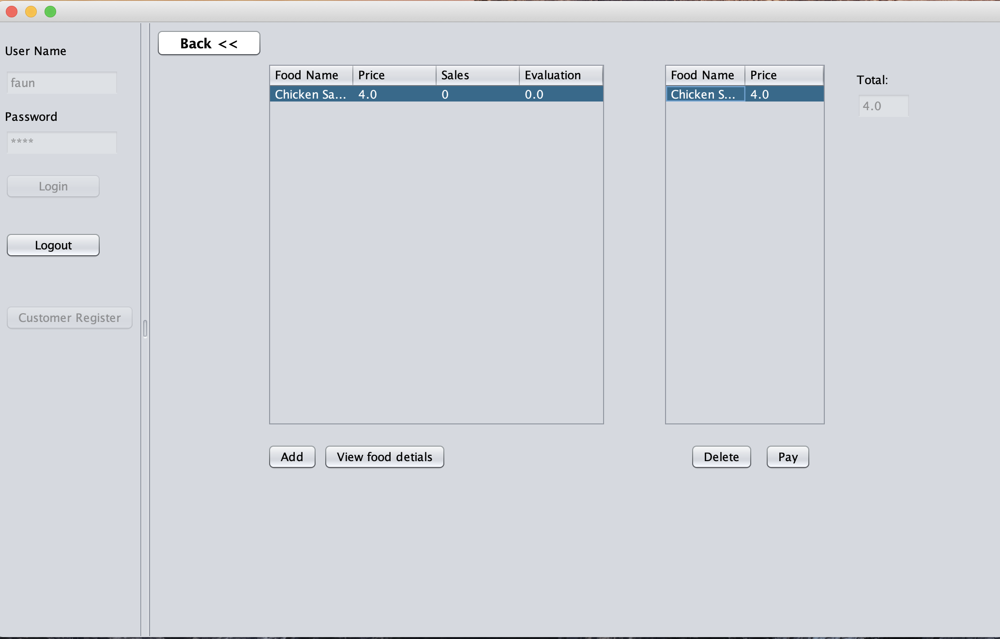 User Name
faun
Password
****
Login
Logout
Customer Register
Back <<
Food Name Price Sales Evaluation
Chicken Sa... 4.0 0 0.0
Add View food detials
Food Name Price
Chicken S... 4.0
Delete Pay
Total:
4.0